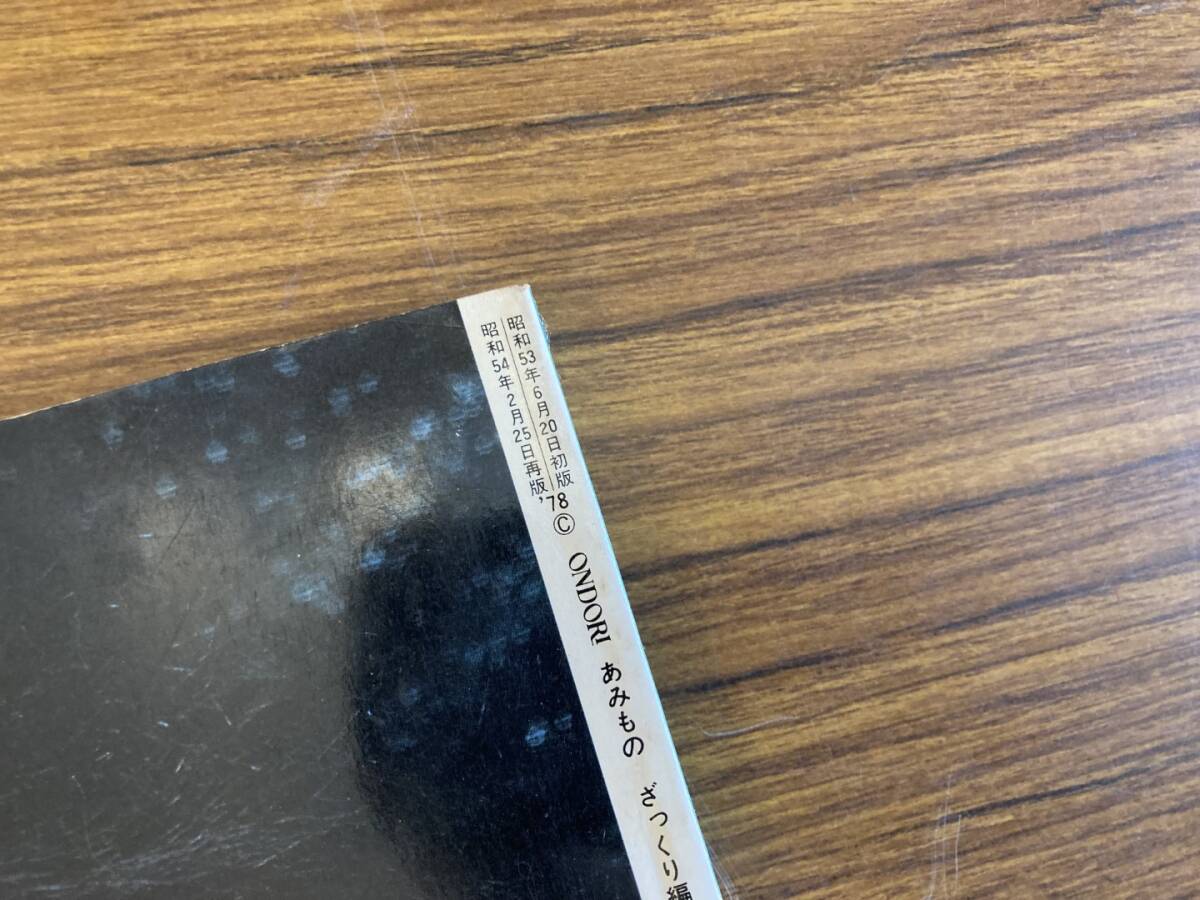 昭和53年6月20日初版
昭和54年2月25日再版
'78© ONDORI あみもの ざっくり編